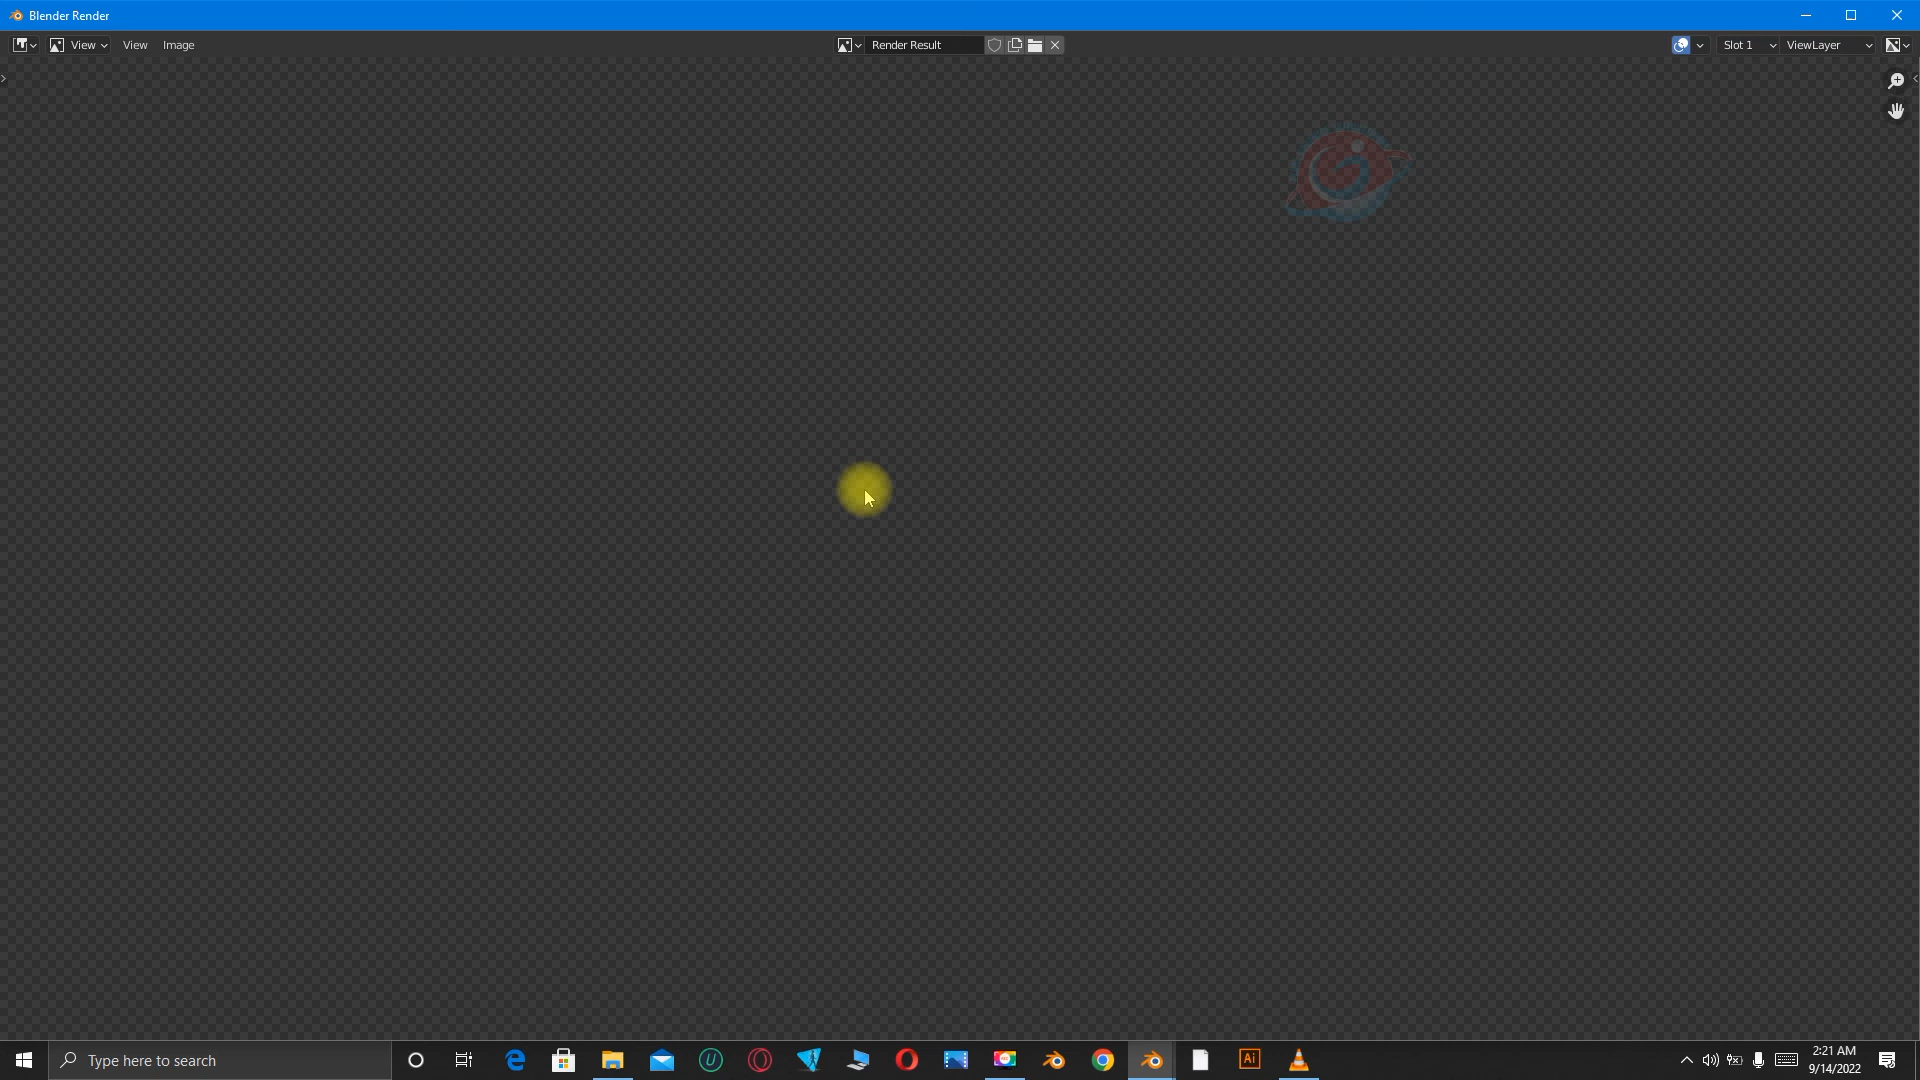 Blender Render
View
View
Image
Render Result
Slot 1
ViewLayer
Type here to search
Ai
2:21 AM
9/14/2022